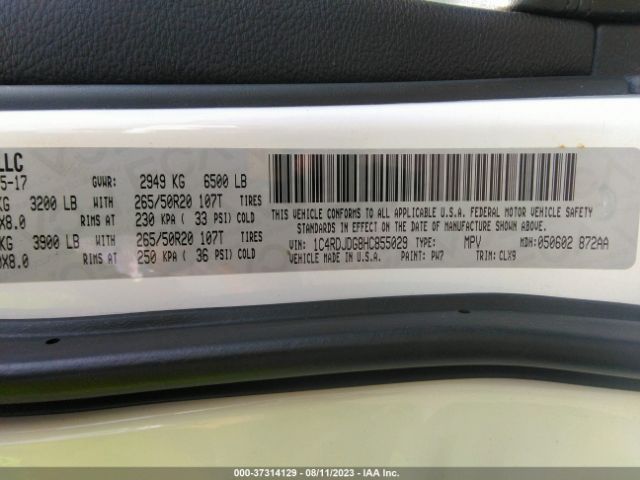 LLC
5-17 GVWR: 2949 KG 6500 LB
KG 3200 LB WITH 265/50R20 107T TIRES
0X8.0 RIMS AT 230 KPA ( 33 PSI) COLD
KG 3900 LB WITH 265/50R20 107T TIRES
0X8.0 RIMS AT 250 KPA ( 36 PSI) COLD
THIS VEHICLE CONFORMS TO ALL APPLICABLE U.S.A. FEDERAL MOTOR VEHICLE SAFETY
STANDARDS IN EFFECT ON THE DATE OF MANUFACTURE SHOWN ABOVE.
VIN: 1C4RDJDG8HC855029 TYPE: MPV MDH: 050602 872AA
VEHICLE MADE IN U.S.A. PAINT: PW7 TRIM: CLX9
000-37314129 - 08/11/2023 - IAA Inc.